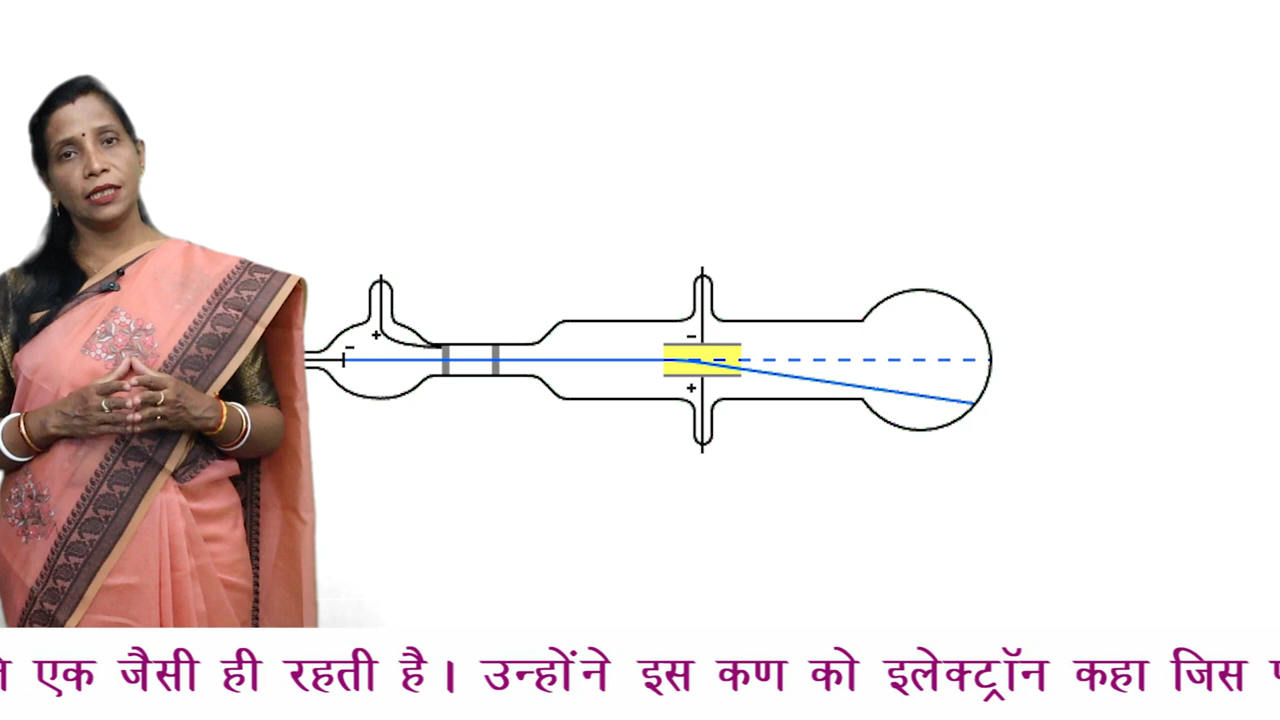 -
+
-
+
एक जैसी ही रहती है। उन्होंने इस कण को इलेक्ट्रॉन कहा जिस